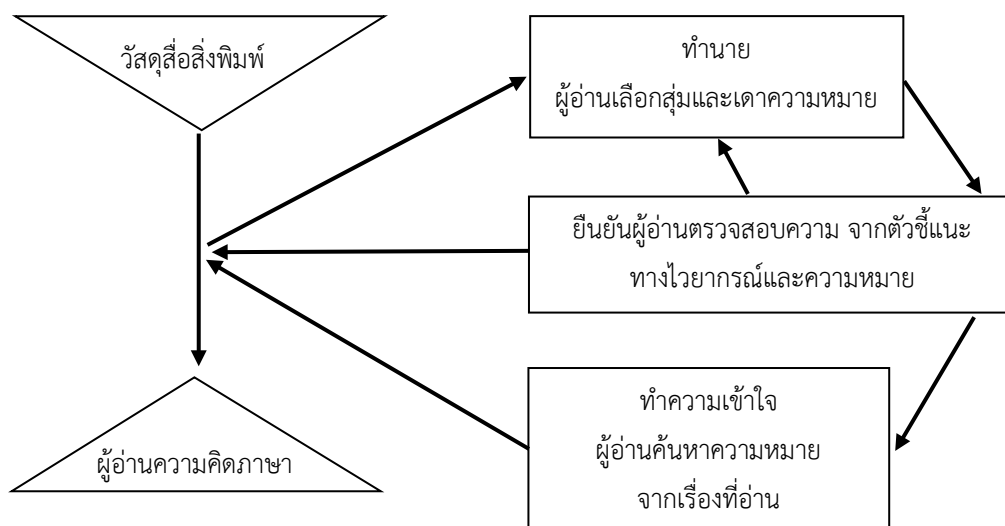 วัสดุสื่อสิ่งพิมพ์
ทำนาย
ผู้อ่านเลือกสุ่มและเดาความหมาย
ยืนยันผู้อ่านตรวจสอบความ จากตัวชี้แนะ
ทางไวยากรณ์และความหมาย
ทำความเข้าใจ
ผู้อ่านค้นหาความหมาย
จากเรื่องที่อ่าน
ผู้อ่านความคิดภาษา